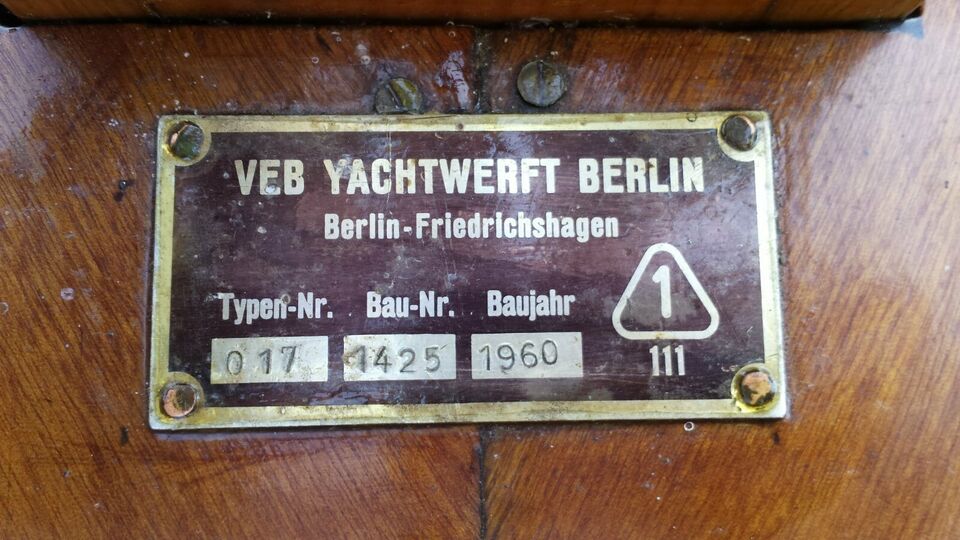 VEB YACHTWERFT BERLIN
Berlin-Friedrichshagen
Typen-Nr. Bau-Nr. Baujahr
017 1425 1960
1
111